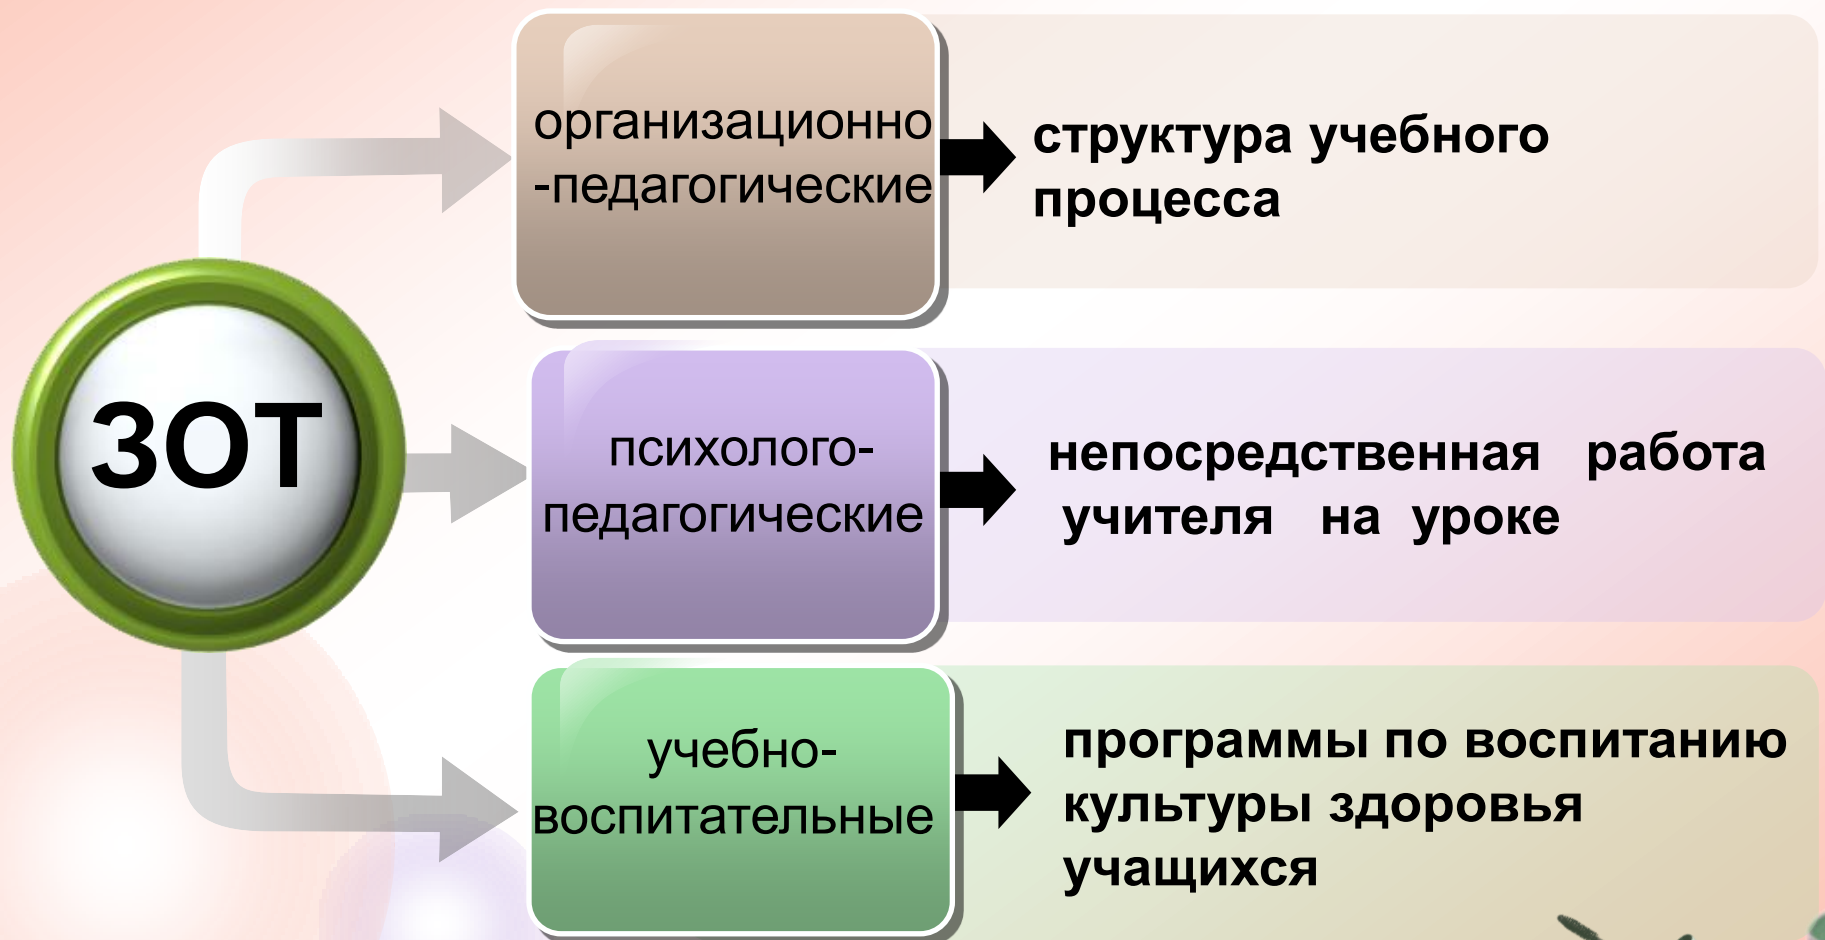 ЗОТ
организационно
-педагогические
структура учебного
процесса
психолого-
педагогические
непосредственная работа
учителя на уроке
учебно-
воспитательные
программы по воспитанию
культуры здоровья
учащихся